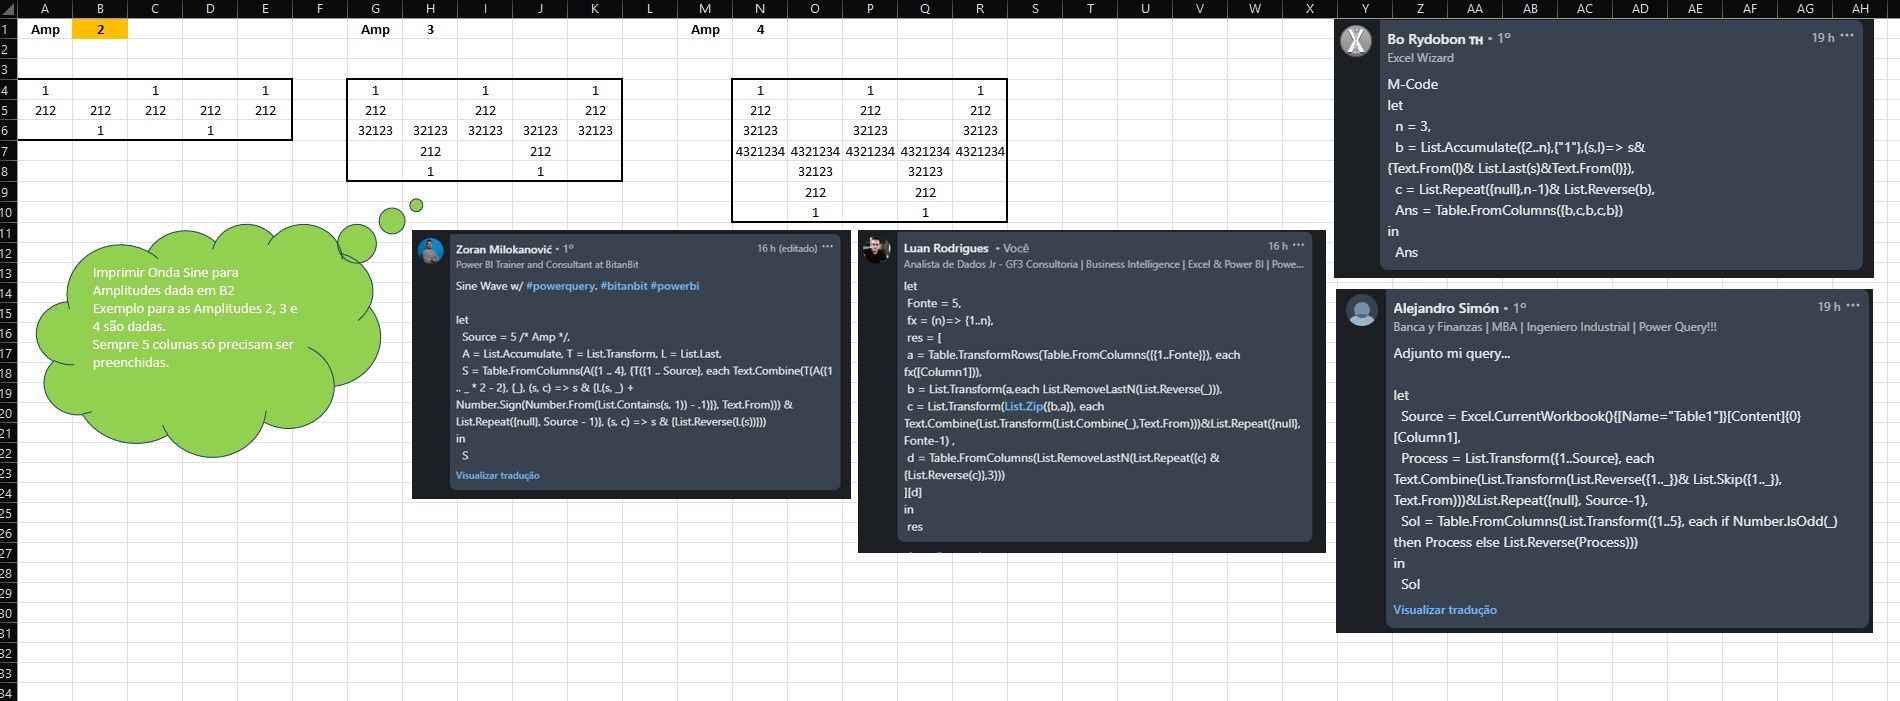 A B C D E F G H I J K L M N O P Q R S T U V W X Y Z AA AB AC AD AE AF AG AH
1 Amp 2 Amp 3 Amp 4
2
3
4 1 1 1 1 1 1 1 1 1
5 212 212 212 212 212 212 212 212 212 212 212
6 1 1 32123 32123 32123 32123 32123 32123 32123 32123
7 212 212 4321234 4321234 4321234 4321234 4321234
8 1 1 32123 32123
9 212 212
10 1 1
11
12
13
14
15
16
17
18
19
20
21
22
23
24
25
26
27
28
29
30
31
32
33
34
Imprimir Onda Sine para
Amplitudes dada em B2
Exemplo para as Amplitudes 2, 3 e
4 são dadas.
Sempre 5 colunas só precisam ser
preenchidas.
Zoran Milokanović • 1º
16 h (editado) •••
Power BI Trainer and Consultant at BitanBit
Sine Wave w/ #powerquery. #bitanbit #powerbi
let
Source = 5 /* Amp */,
A = List.Accumulate, T = List.Transform, L = List.Last,
S = Table.FromColumns(A({1 .. 4}, {T({1 .. Source}, each Text.Combine(T(A({1
.. _ * 2 - 2}, {_}, (s, c) => s & {L(s, _) +
Number.Sign(Number.From(List.Contains(s, 1)) - .1)}), Text.From))) &
List.Repeat({null}, Source - 1)}, (s, c) => s & {List.Reverse(L(s))}))
in
S
Visualizar tradução
Luan Rodrigues • Você
16 h •••
Analista de Dados Jr - GF3 Consultoria | Business Intelligence | Excel & Power BI | Powe...
let
Fonte = 5,
fx = (n)=> {1..n},
res = [
a = Table.TransformRows(Table.FromColumns({{1..Fonte}}), each
fx([Column1])),
b = List.Transform(a,each List.RemoveLastN(List.Reverse(_))),
c = List.Transform(List.Zip({b,a}), each
Text.Combine(List.Transform(List.Combine(_),Text.From)))&List.Repeat({null},
Fonte-1) ,
d = Table.FromColumns(List.RemoveLastN(List.Repeat({c} &
{List.Reverse(c)},3)))
][d]
in
res
Bo Rydobon TH • 1º
19 h •••
Excel Wizard
M-Code
let
n = 3,
b = List.Accumulate({2..n},{"1"},(s,l)=> s&
{Text.From(l)& List.Last(s)&Text.From(l)}),
c = List.Repeat({null},n-1)& List.Reverse(b),
Ans = Table.FromColumns({b,c,b,c,b})
in
Ans
Alejandro Simón • 1º
19 h •••
Banca y Finanzas | MBA | Ingeniero Industrial | Power Query!!!
Adjunto mi query...
let
Source = Excel.CurrentWorkbook(){[Name="Table1"]}[Content]{0}
[Column1],
Process = List.Transform({1..Source}, each
Text.Combine(List.Transform(List.Reverse({1.._})& List.Skip({1.._}),
Text.From)))&List.Repeat({null}, Source-1),
Sol = Table.FromColumns(List.Transform({1..5}, each if Number.IsOdd(_)
then Process else List.Reverse(Process)))
in
Sol
Visualizar tradução